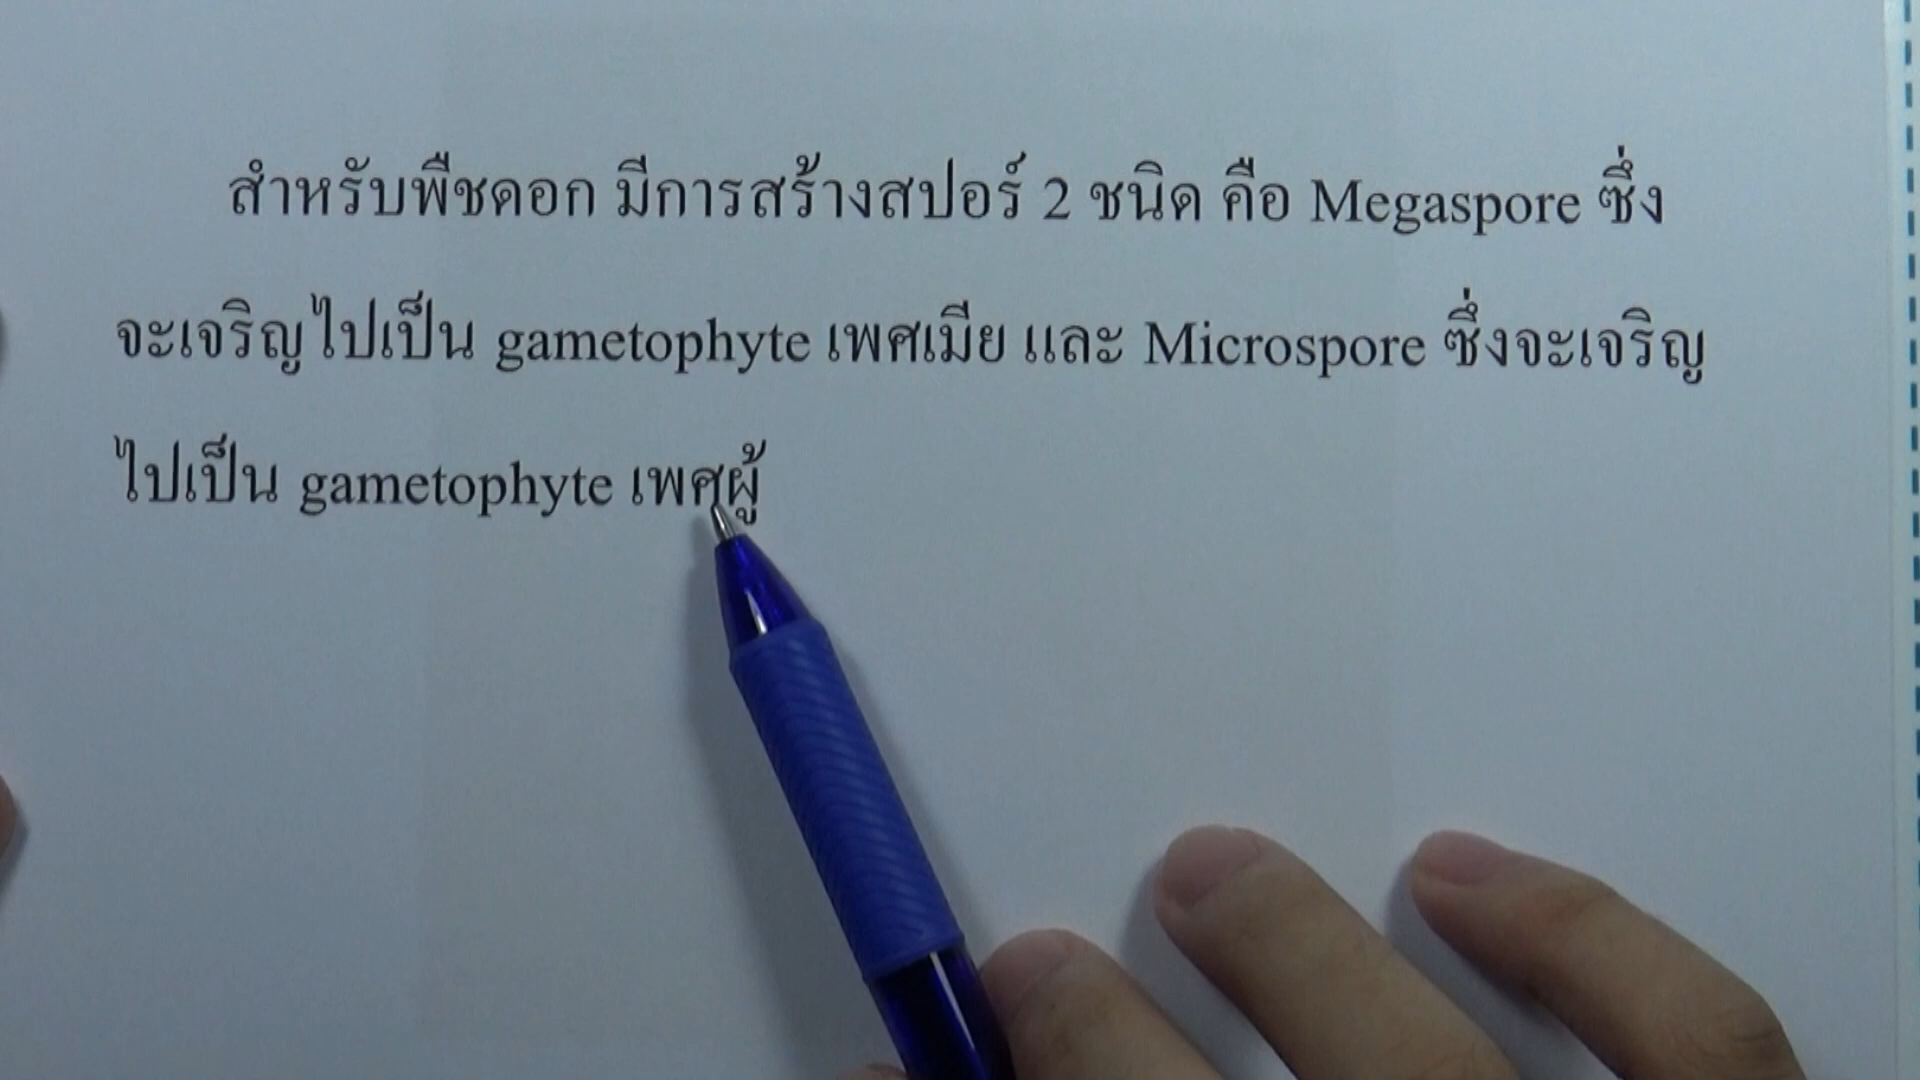 สำหรับพืชดอก มีการสร้างสปอร์ 2 ชนิด คือ Megaspore ซึ่ง
จะเจริญไปเป็น gametophyte เพศเมีย และ Microspore ซึ่งจะเจริญ
ไปเป็น gametophyte เพศผู้